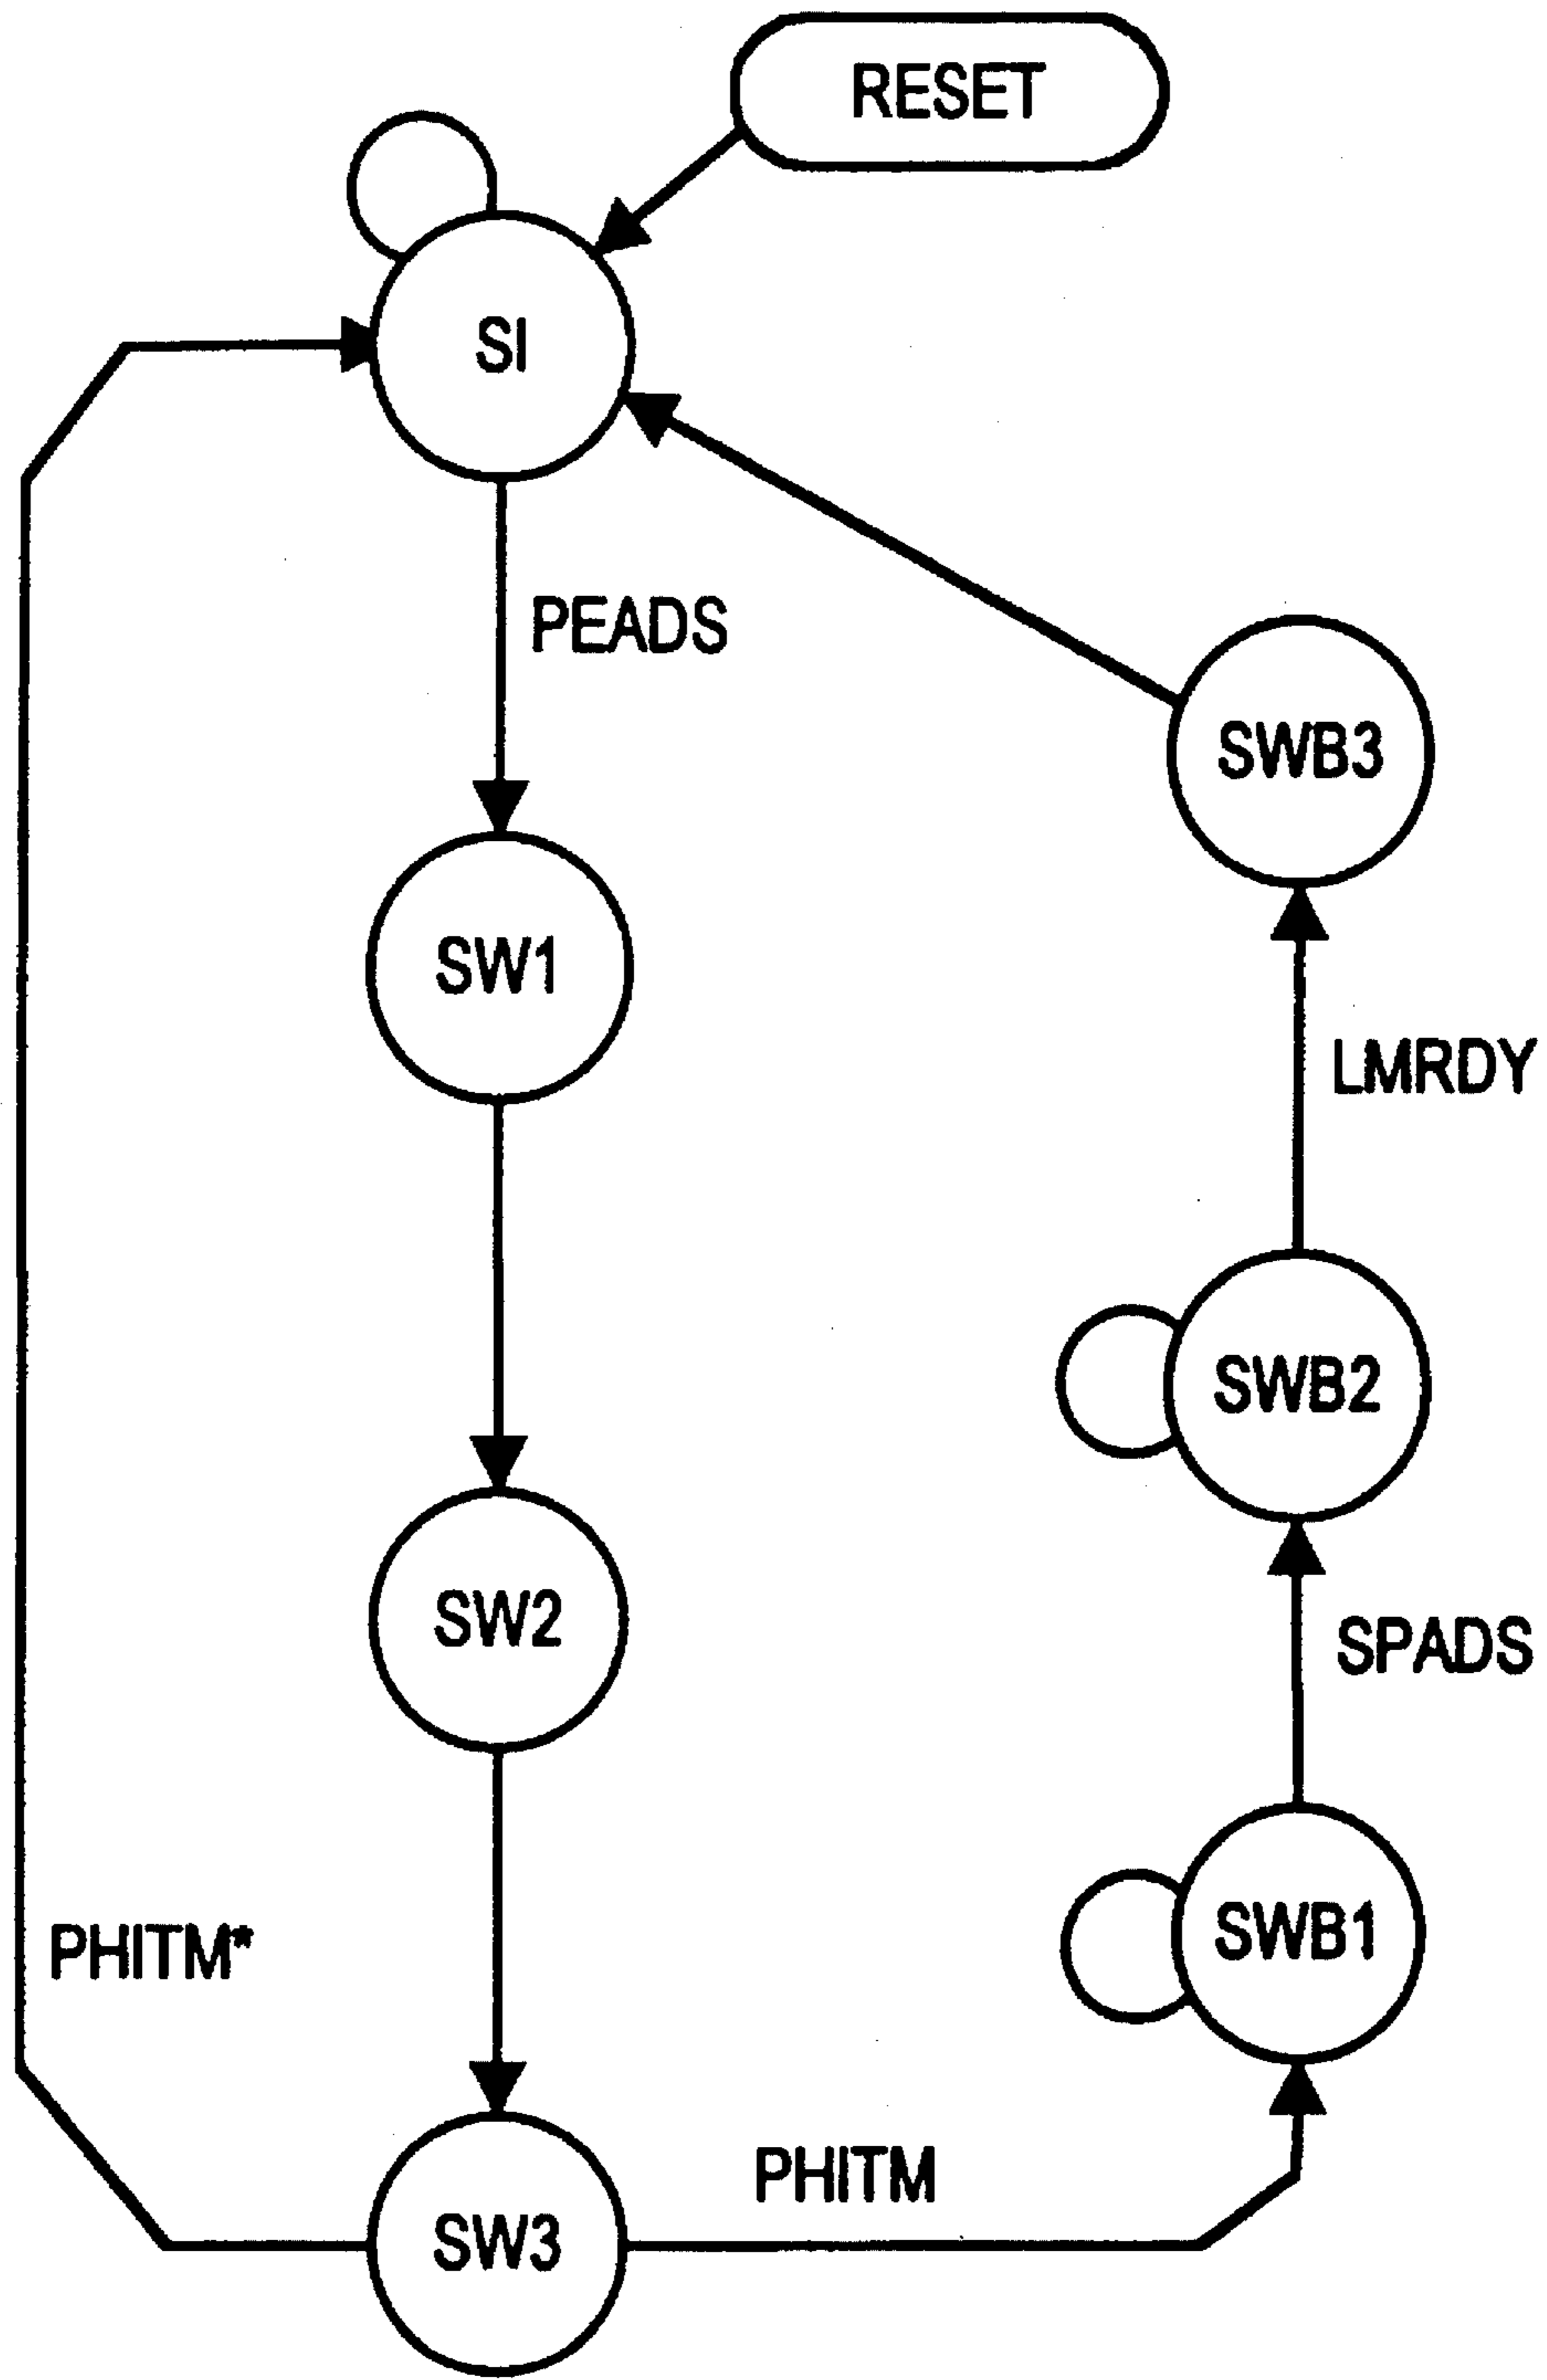 RESET
SI
PEADS
SWB3
SW1
LMRDY
SWB2
SW2
SPADS
SWB1
PHITM*
PHITM
SW3